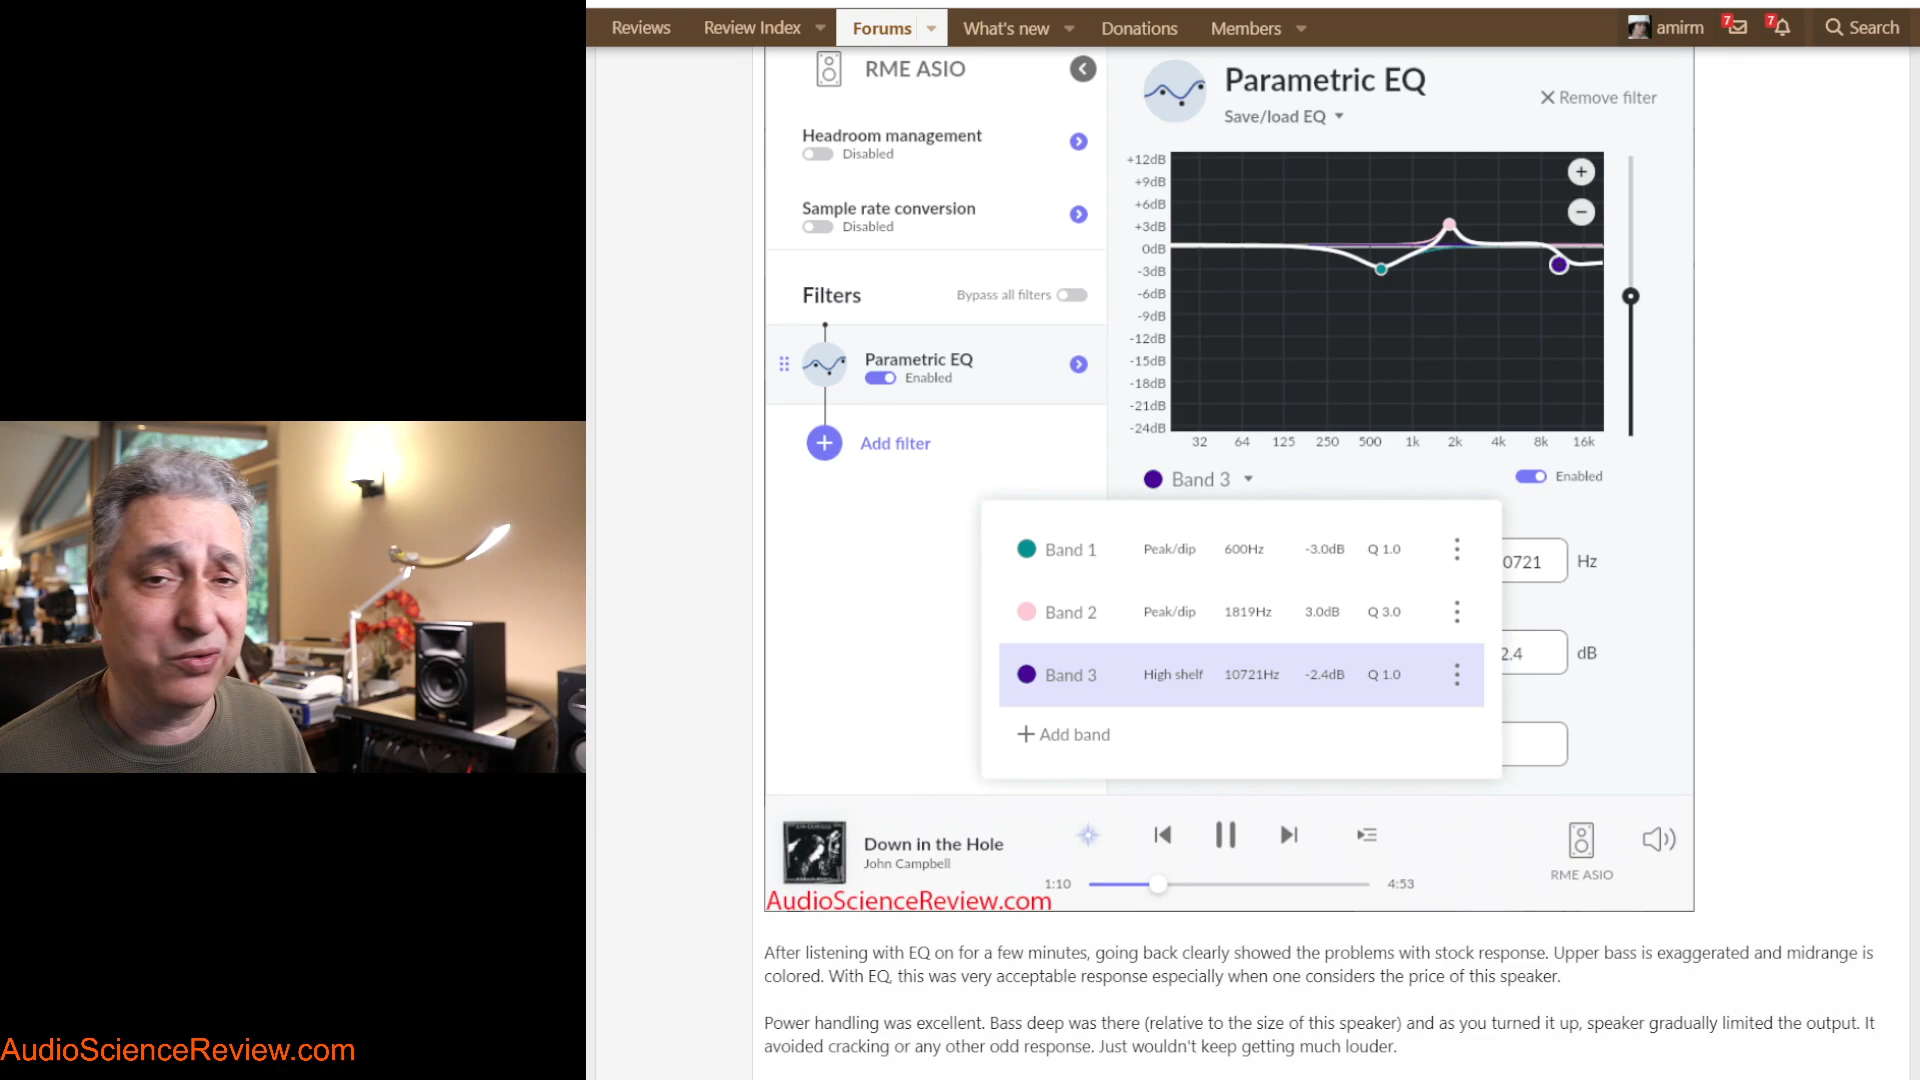 Reviews Review Index Forums What's new Donations Members amirm 7 7 Search
RME ASIO
Headroom management
Disabled
Sample rate conversion
Disabled
Filters Bypass all filters
Parametric EQ
Enabled
Add filter
Parametric EQ
Save/load EQ
Remove filter
+12dB
+9dB
+6dB
+3dB
0dB
-3dB
-6dB
-9dB
-12dB
-15dB
-18dB
-21dB
-24dB
32 64 125 250 500 1k 2k 4k 8k 16k
Band 3 Enabled
Band 1 Peak/dip 600Hz -3.0dB Q 1.0
0721 Hz
Band 2 Peak/dip 1819Hz 3.0dB Q 3.0
2.4 dB
Band 3 High shelf 10721Hz -2.4dB Q 1.0
+ Add band
Down in the Hole
John Campbell
1:10 4:53
RME ASIO
AudioScienceReview.com
After listening with EQ on for a few minutes, going back clearly showed the problems with stock response. Upper bass is exaggerated and midrange is
colored. With EQ, this was very acceptable response especially when one considers the price of this speaker.
Power handling was excellent. Bass deep was there (relative to the size of this speaker) and as you turned it up, speaker gradually limited the output. It
avoided cracking or any other odd response. Just wouldn't keep getting much louder.
AudioScienceReview.com